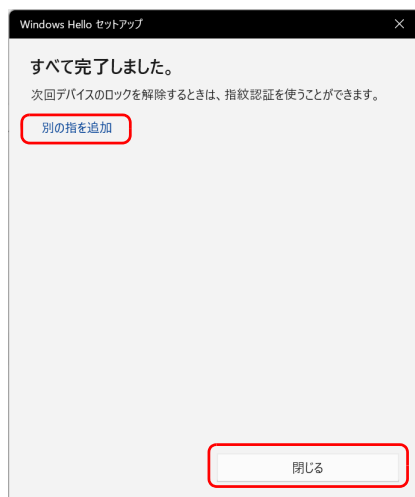 Windows Hello セットアップ
すべて完了しました。
次回デバイスのロックを解除するときは、指紋認証を使うことができます。
別の指を追加
閉じる